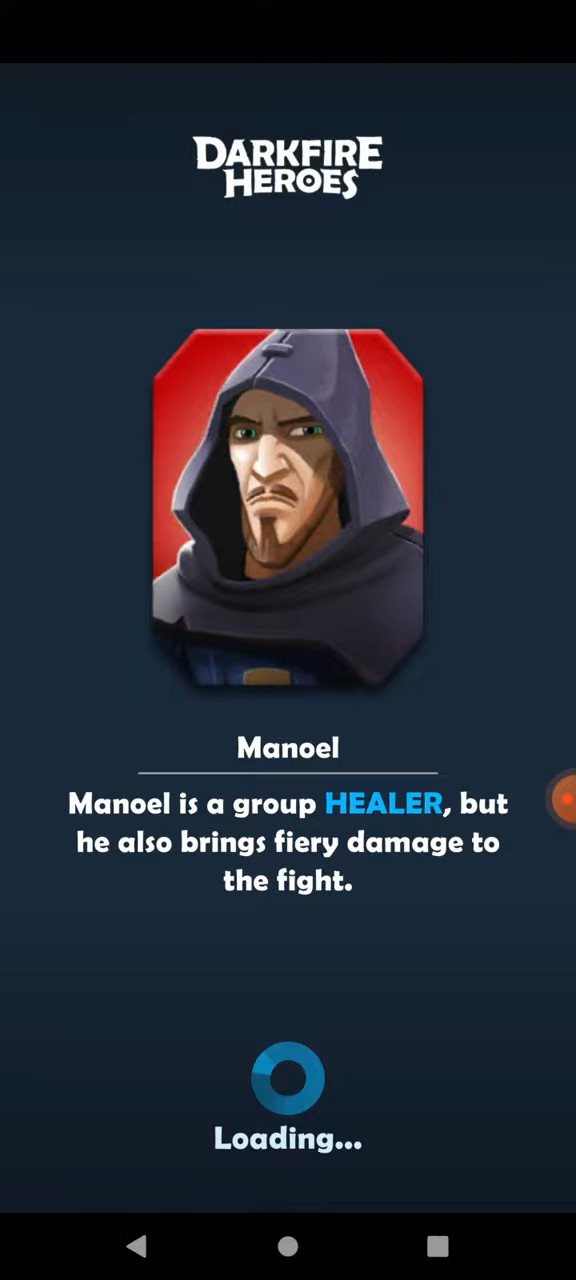 DARKFIRE
HEROES
Manoel
Manoel is a group HEALER, but
he also brings fiery damage to
the fight.
Loading...